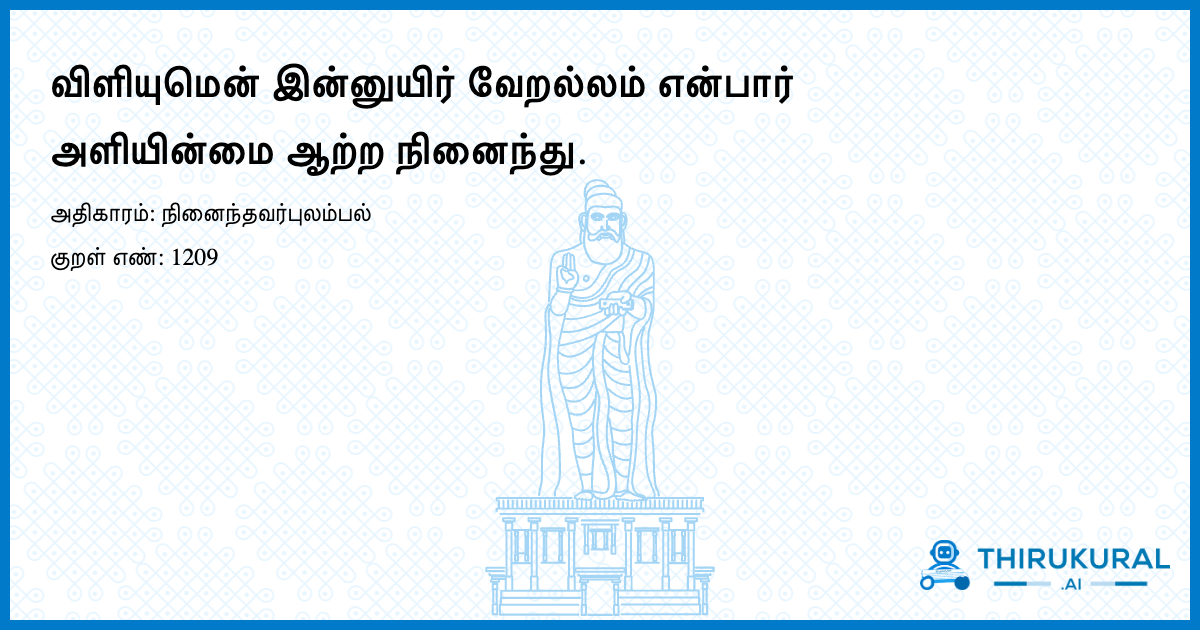 விளியுமென் இன்னுயிர் வேறல்லம் என்பார்
அளியின்மை ஆற்ற நினைந்து.
அதிகாரம்: நினைந்தவர்புலம்பல்
குறள் எண்: 1209
THIRUKURAL
.AI